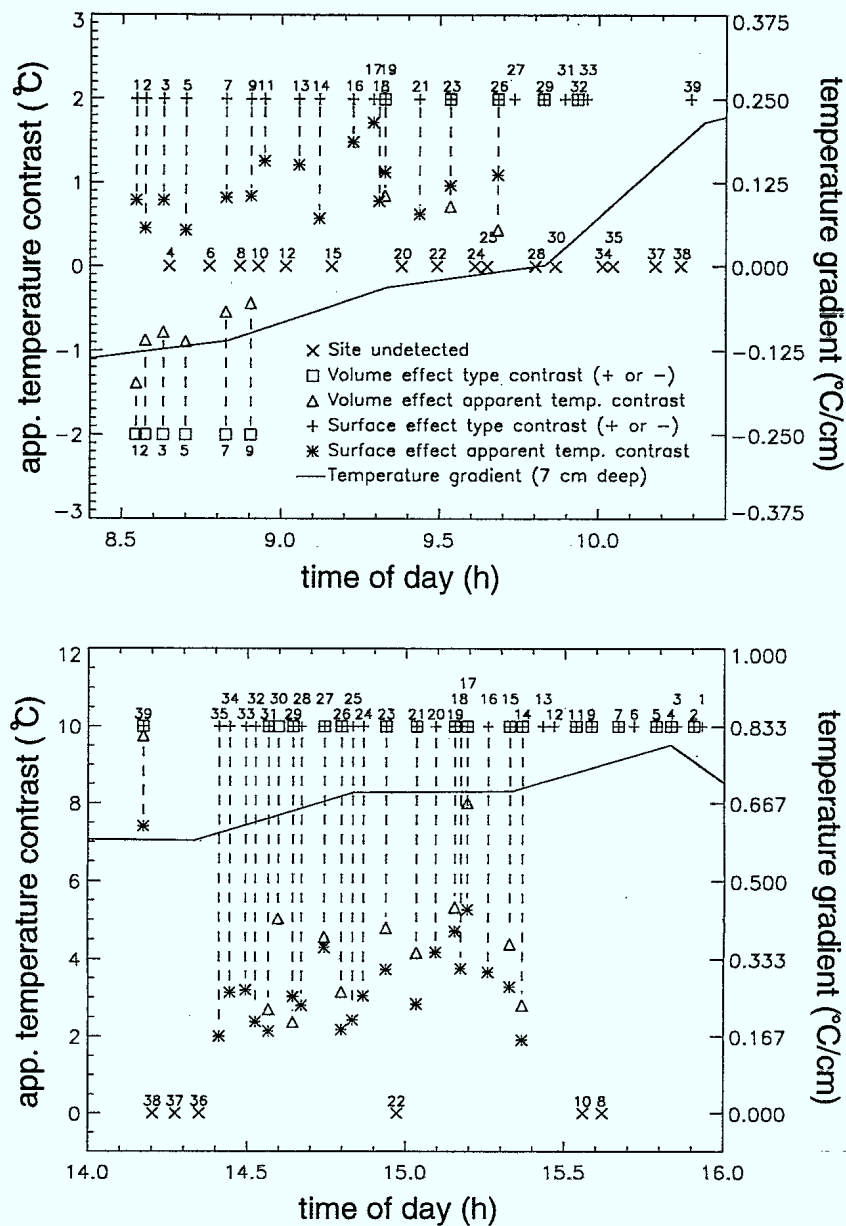 app. temperature contrast (°C)
3
2
1
0
−1
−2
−3
0.375
0.250
0.125
0.000
−0.125
−0.250
−0.375
temperature gradient (°C/cm)
17 19 27 31 33
12 3 5 7 9 11 13 14 16 18 21 23 26 29 32 39
25 30 35
4 6 8 10 12 15 20 22 24 28 34 37 38
× Site undetected
□ Volume effect type contrast (+ or −)
△ Volume effect apparent temp. contrast
+ Surface effect type contrast (+ or −)
∗ Surface effect apparent temp. contrast
— Temperature gradient (7 cm deep)
12 3 5 7 9
8.5 9.0 9.5 10.0
time of day (h)
app. temperature contrast (°C)
12
10
8
6
4
2
0
1.000
0.833
0.667
0.500
0.333
0.167
0.000
temperature gradient (°C/cm)
17
34 32 30 28 27 25 18 16 15 13 3 1
39 35 33 31 29 26 24 23 21 20 19 14 12 11 9 7 6 5 4 2
38 37 36 22 10 8
14.0 14.5 15.0 15.5 16.0
time of day (h)